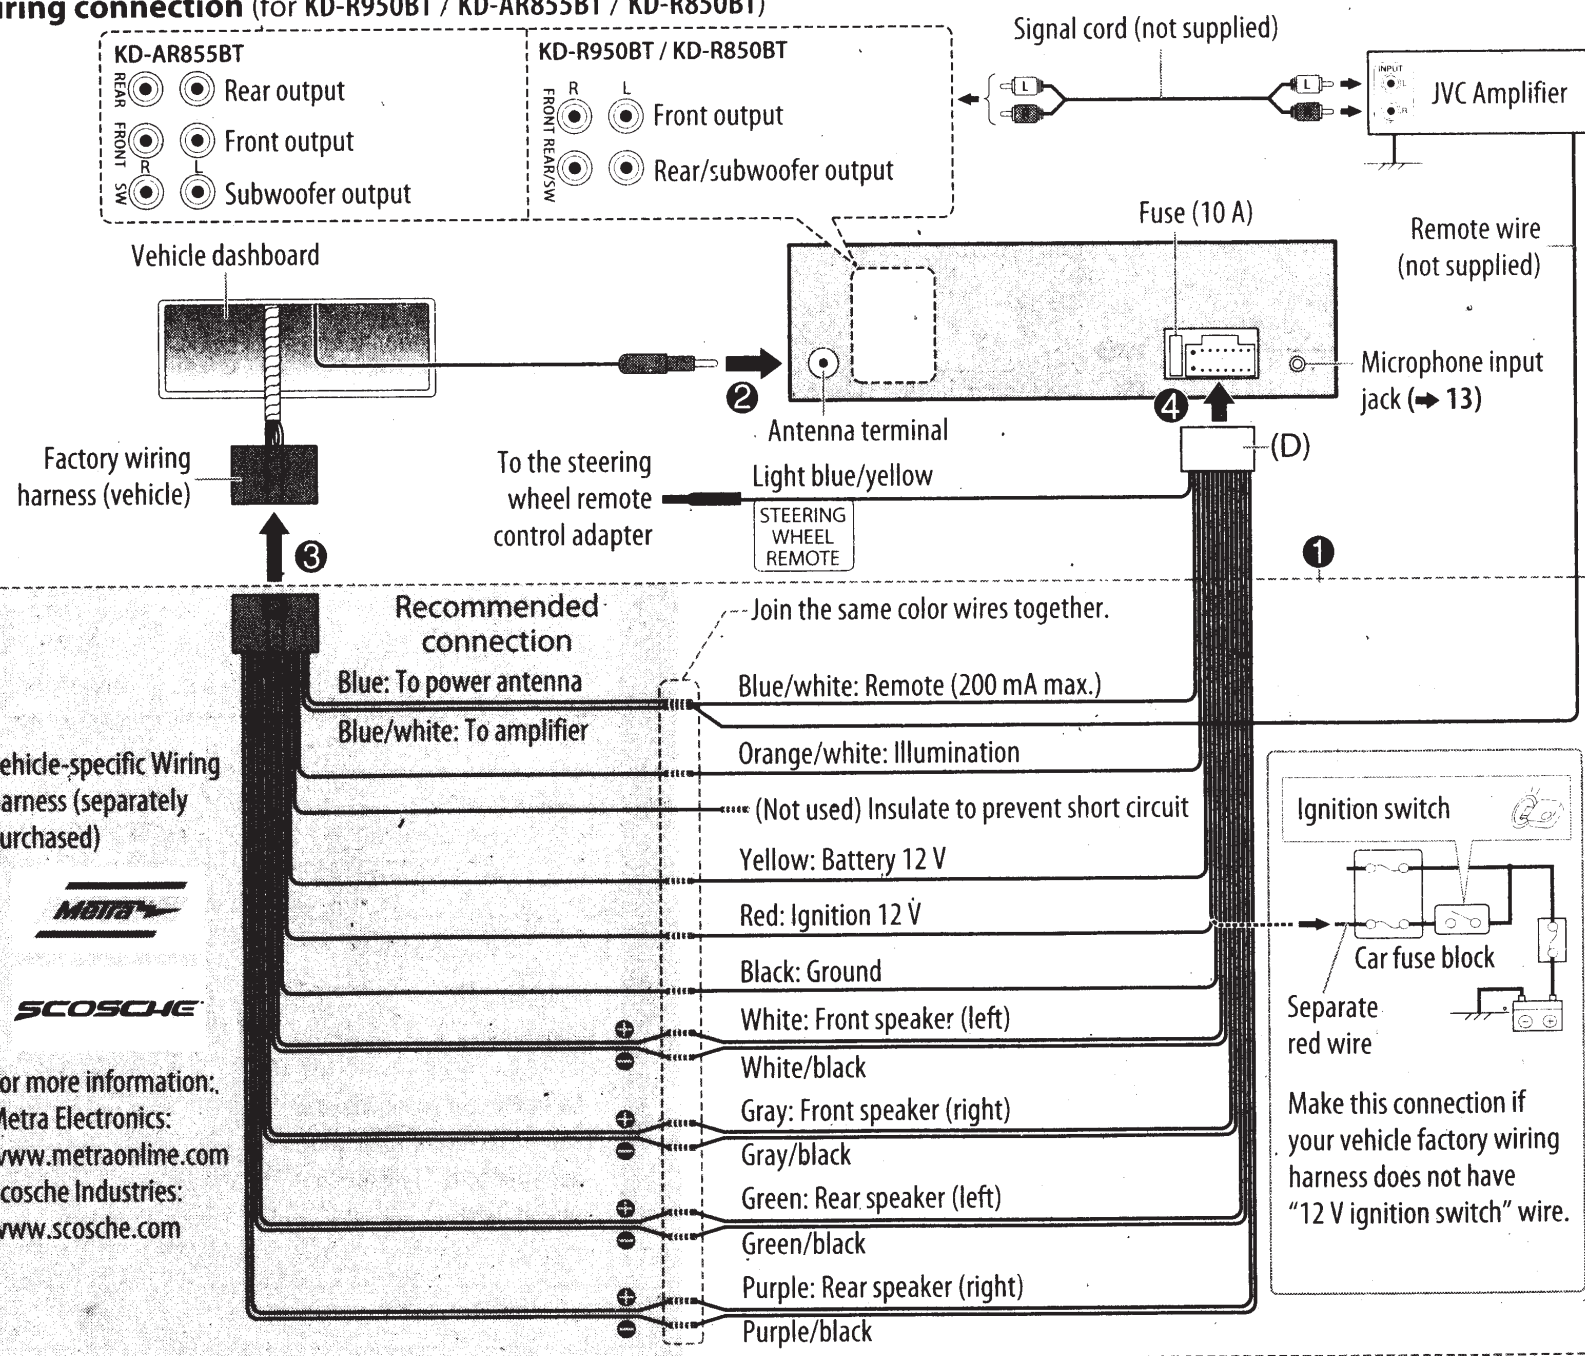 iring connection (for KD-R950BT / KD-AR855BT / KD-R850BT)
KD-AR855BT
REAR
Rear output
FRONT
Front output
R L
SW
Subwoofer output
KD-R950BT / KD-R850BT
R L
FRONT
Front output
REAR/SW
Rear/subwoofer output
Signal cord (not supplied)
L
R
L
R
INPUT
L
R
JVC Amplifier
Remote wire
(not supplied)
Vehicle dashboard
Fuse (10 A)
Microphone input
jack (➡ 13)
❷
❹
Antenna terminal
(D)
Factory wiring
harness (vehicle)
To the steering
wheel remote
control adapter
Light blue/yellow
STEERING
WHEEL
REMOTE
❸
❶
Recommended
connection
Join the same color wires together.
Blue: To power antenna
Blue/white: Remote (200 mA max.)
Blue/white: To amplifier
Orange/white: Illumination
ehicle-specific Wiring
arness (separately
urchased)
(Not used) Insulate to prevent short circuit
Yellow: Battery 12 V
Metra
Red: Ignition 12 V
Black: Ground
SCOSCHE
White: Front speaker (left)
⊕
⊖
White/black
or more information:
Metra Electronics:
www.metraonline.com
cosche Industries:
www.scosche.com
Gray: Front speaker (right)
⊕
⊖
Gray/black
Green: Rear speaker (left)
⊕
⊖
Green/black
Purple: Rear speaker (right)
⊕
⊖
Purple/black
Ignition switch
Car fuse block
Separate
red wire
⊖ ⊕
Make this connection if
your vehicle factory wiring
harness does not have
“12 V ignition switch” wire.